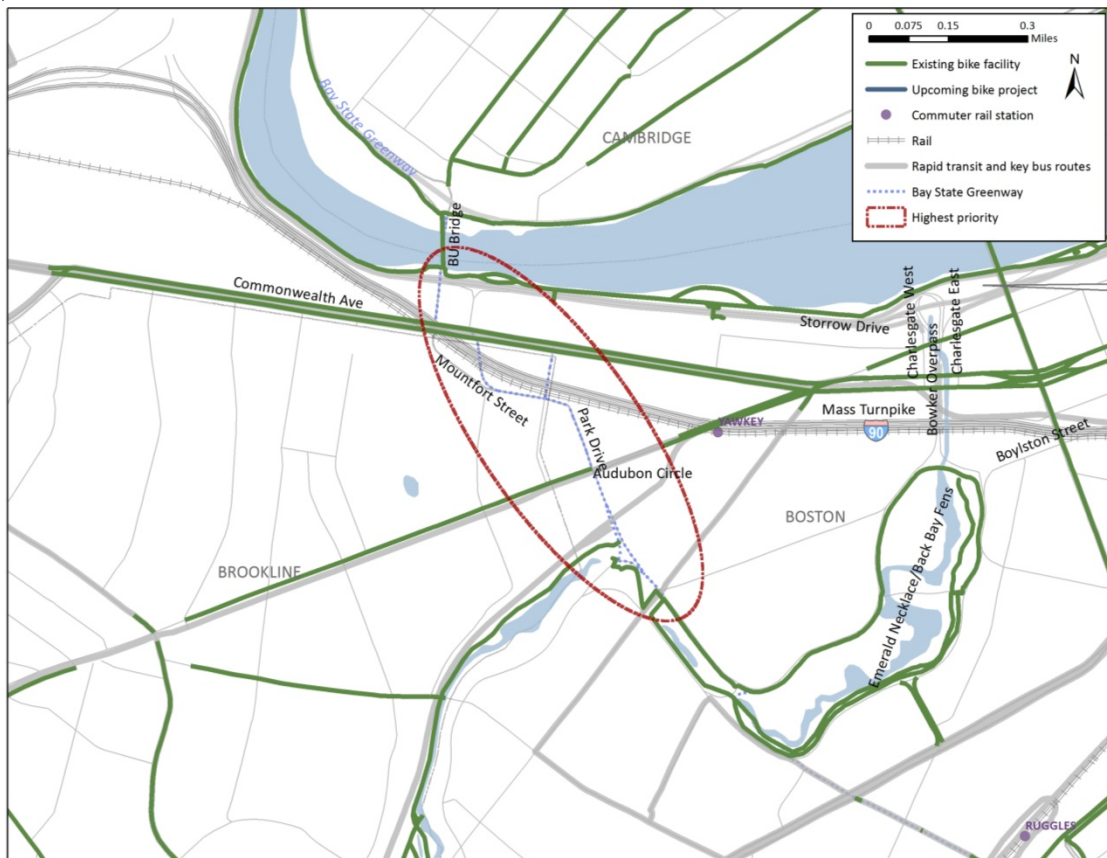 0 0.075 0.15 0.3
Miles
N
Existing bike facility
Upcoming bike project
Commuter rail station
Rail
Rapid transit and key bus routes
Bay State Greenway
Highest priority
Bay State Greenway
CAMBRIDGE
BU Bridge
Commonwealth Ave
Storrow Drive
Charlesgate West
Bowker Overpass
Charlesgate East
Mountfort Street
Park Drive
Mass Turnpike
YAWKEY
90
Boylston Street
Audubon Circle
BOSTON
BROOKLINE
Emerald Necklace/Back Bay Fens
RUGGLES